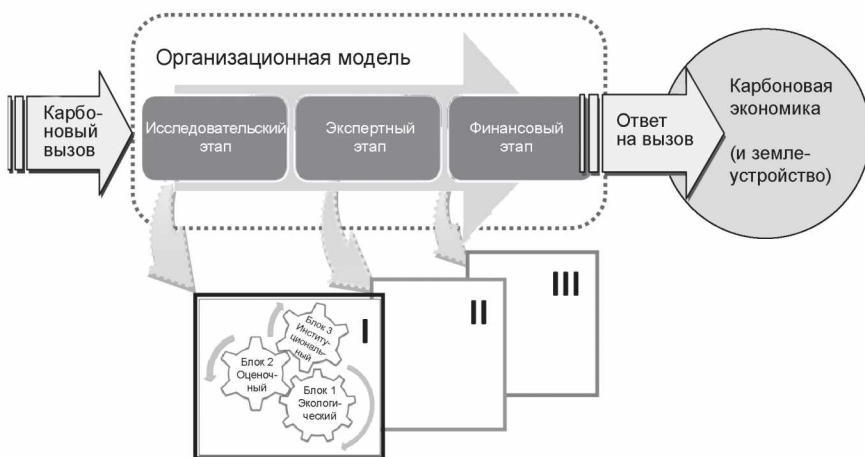 Организационная модель
Карбо-
новый
вызов
Исследовательский
этап
Экспертный
этап
Финансовый
этап
Ответ
на вызов
Карбоновая
экономика
(и земле-
устройство)
I
II
III
Блок 3
Институ-
циональ-
ный
Блок 2
Оценоч-
ный
Блок 1
Экологи-
ческий